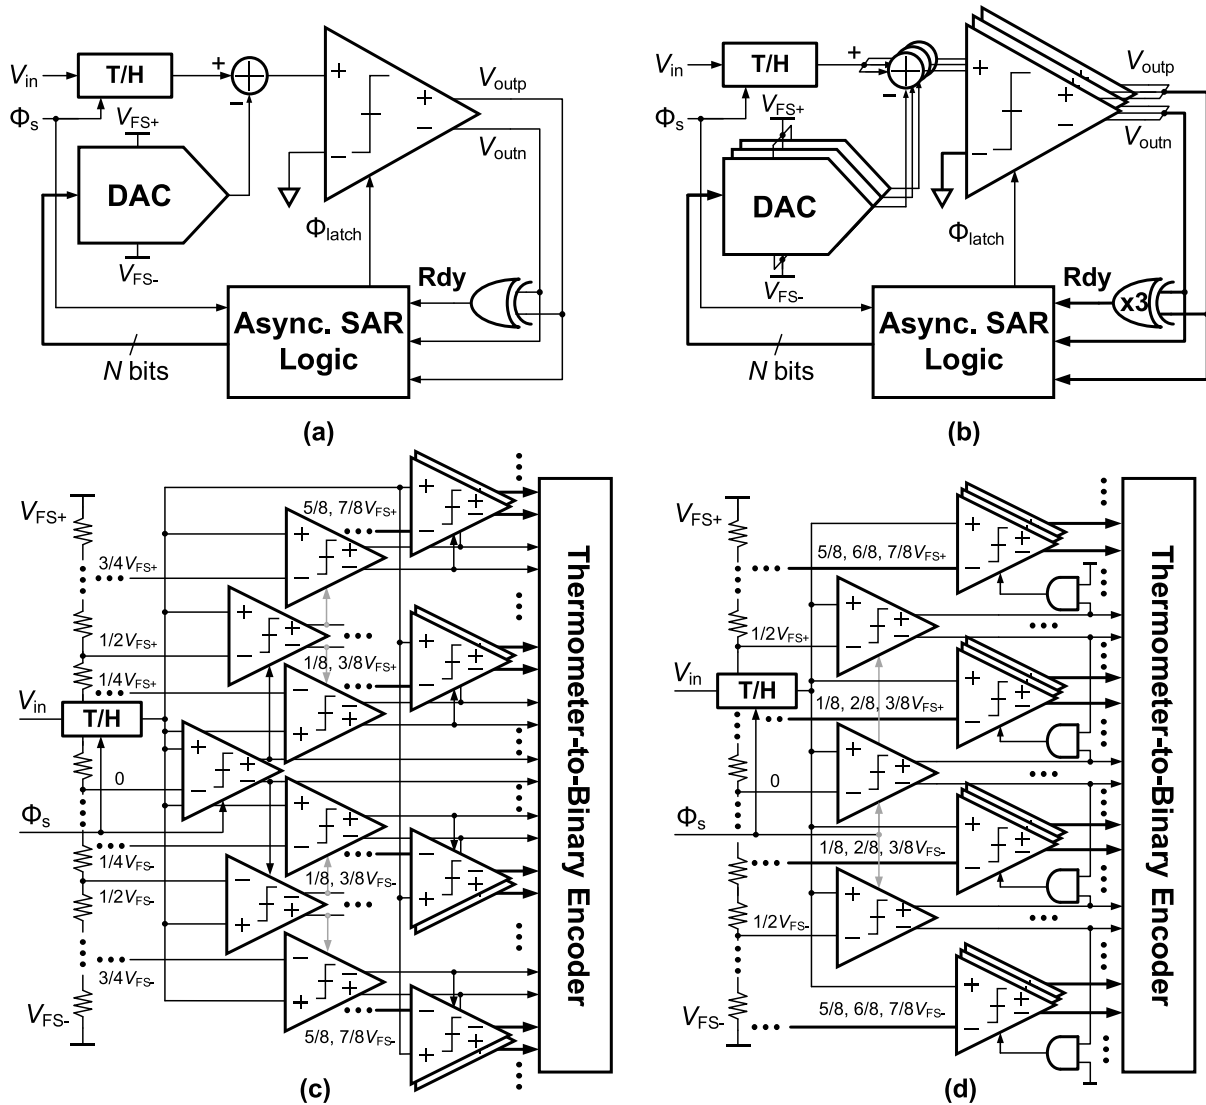 V_in
T/H
+
−
V_outp
Φ_s
V_FS+
V_outn
DAC
Φ_latch
V_FS-
Rdy
Async. SAR
Logic
N bits
(a)
V_in
T/H
+
−
V_outp
Φ_s
V_FS+
V_outn
DAC
Φ_latch
V_FS-
Rdy
x3
Async. SAR
Logic
N bits
(b)
V_FS+
5/8, 7/8V_FS+
3/4V_FS+
1/2V_FS+
1/8, 3/8V_FS+
1/4V_FS+
V_in
T/H
0
Φ_s
1/4V_FS-
1/8, 3/8V_FS-
1/2V_FS-
3/4V_FS-
V_FS-
5/8, 7/8V_FS-
Thermometer-to-Binary Encoder
(c)
V_FS+
5/8, 6/8, 7/8V_FS+
1/2V_FS+
V_in
T/H
1/8, 2/8, 3/8V_FS+
0
Φ_s
1/8, 2/8, 3/8V_FS-
1/2V_FS-
V_FS-
5/8, 6/8, 7/8V_FS-
Thermometer-to-Binary Encoder
(d)